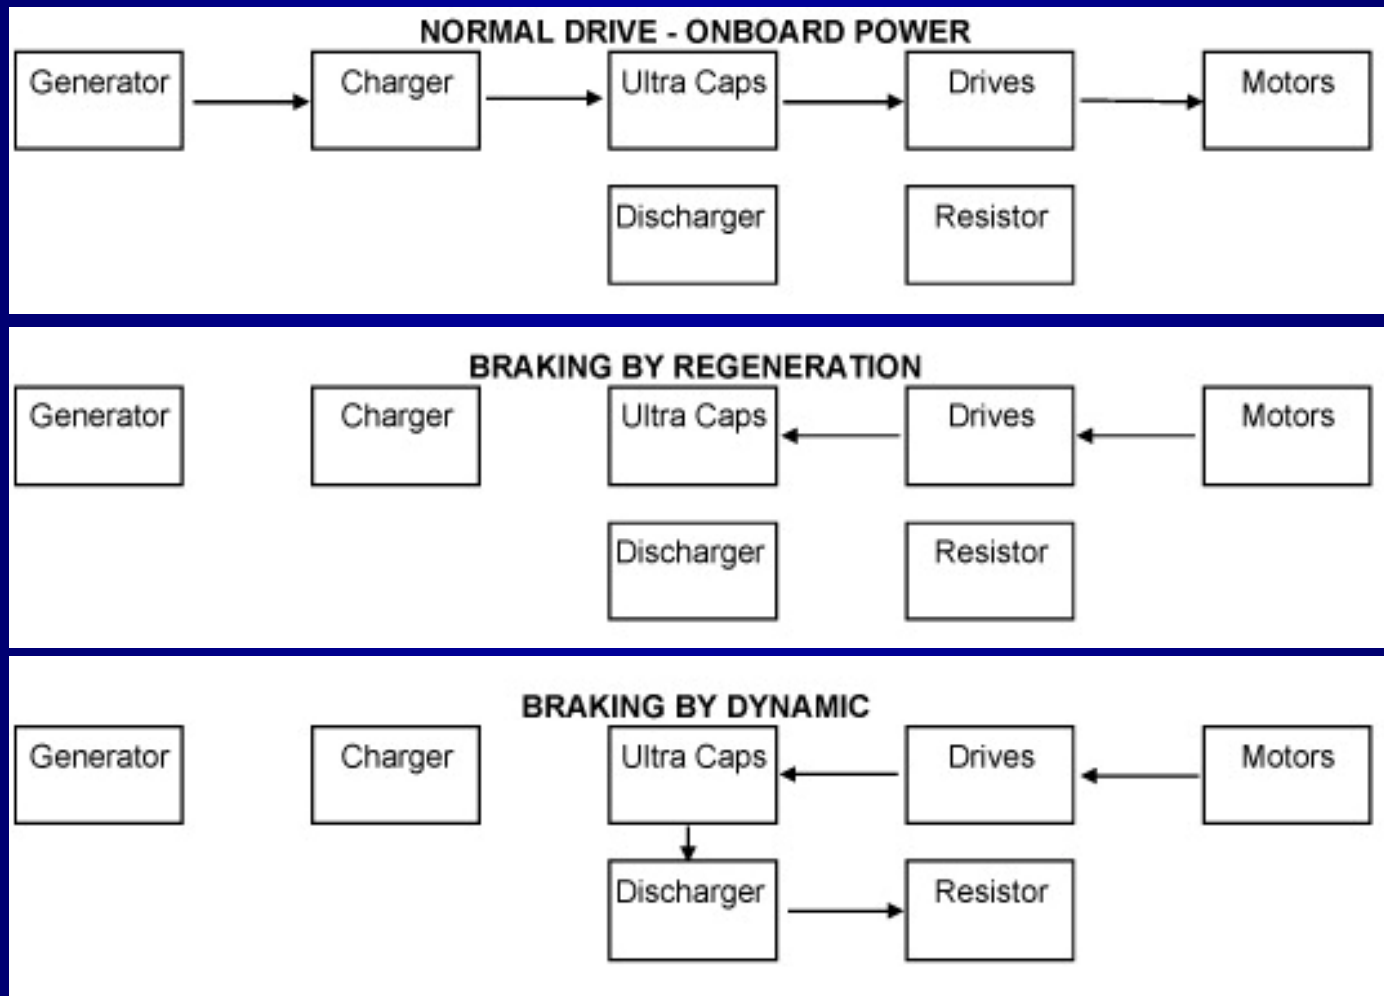 NORMAL DRIVE - ONBOARD POWER
Generator Charger Ultra Caps Drives Motors
Discharger Resistor
BRAKING BY REGENERATION
Generator Charger Ultra Caps Drives Motors
Discharger Resistor
BRAKING BY DYNAMIC
Generator Charger Ultra Caps Drives Motors
Discharger Resistor